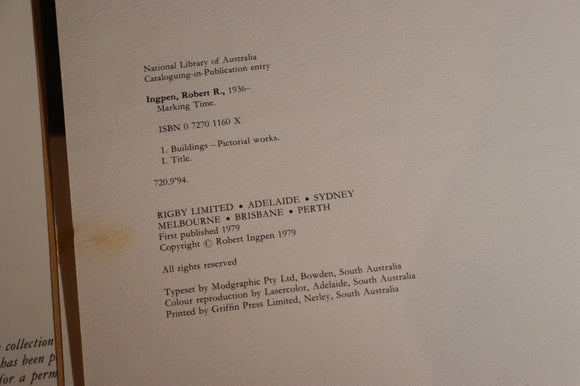 National Library of Australia
Cataloguing-in-Publication entry
Ingpen, Robert R., 1936–
Marking Time.
ISBN 0 7270 1160 X
1. Buildings—Pictorial works.
I. Title.
720.9'94.
RIGBY LIMITED • ADELAIDE • SYDNEY
MELBOURNE • BRISBANE • PERTH
First published 1979
Copyright © Robert Ingpen 1979
All rights reserved
Typeset by Modgraphic Pty Ltd, Bowden, South Australia
Colour reproduction by Lasercolor, Adelaide, South Australia
Printed by Griffin Press Limited, Netley, South Australia
collection
has been
for a